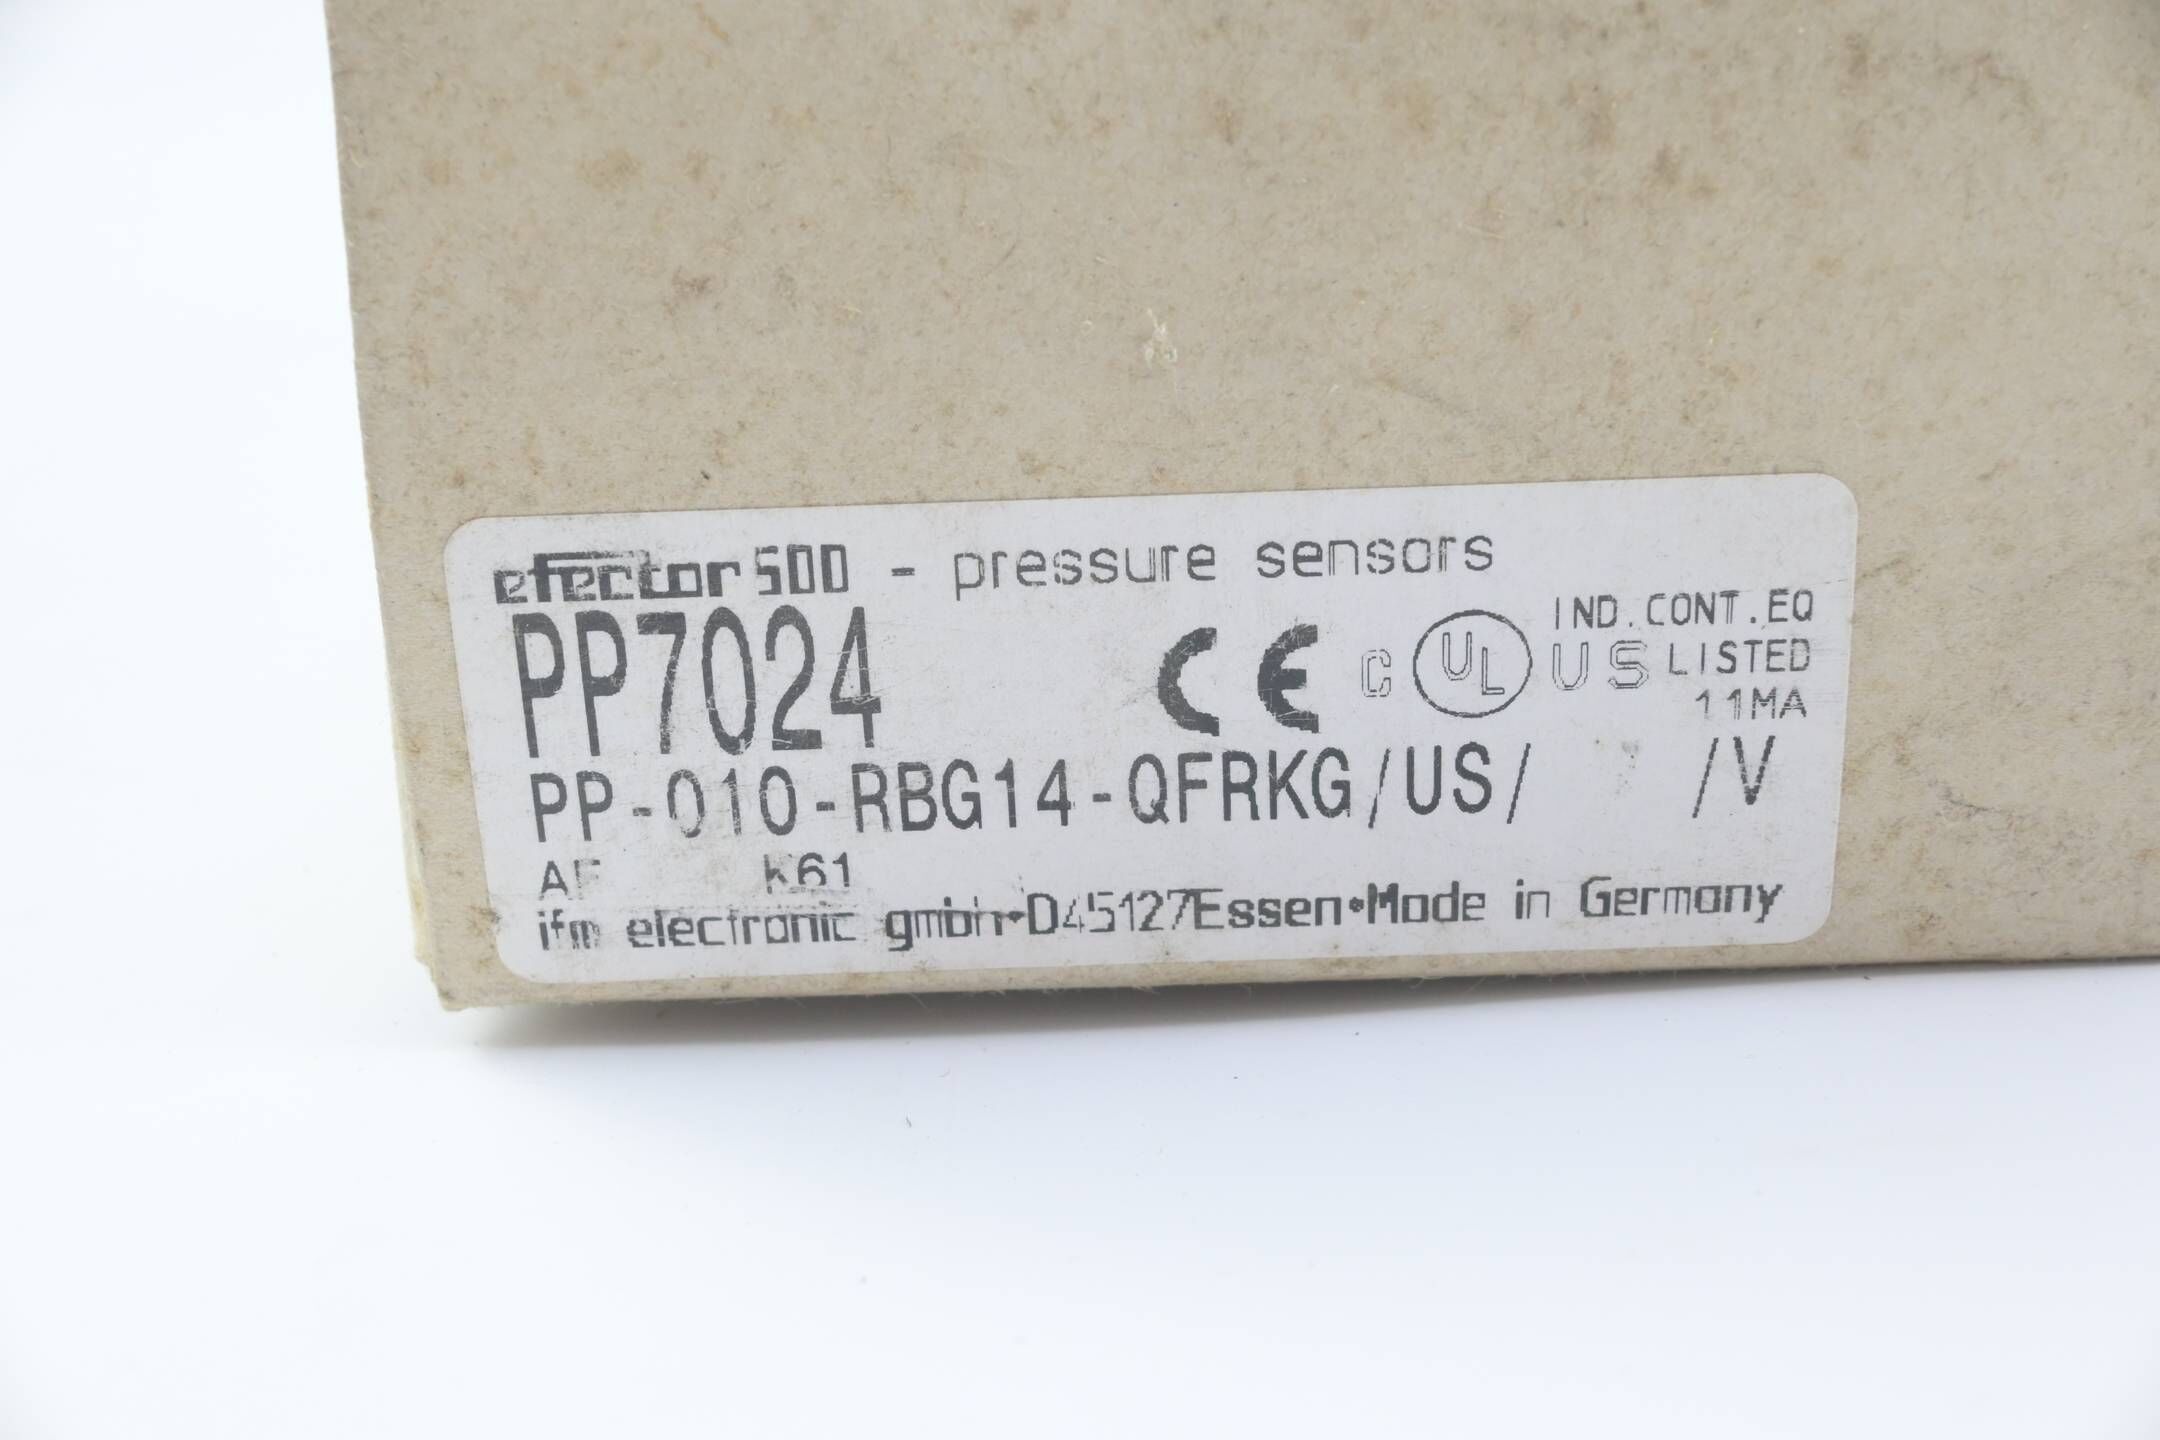 efector500 - pressure sensors
PP7024
CE c UL US IND.CONT.EQ
LISTED
11MA
PP-010-RBG14-QFRKG/US/ /V
K61
ifm electronic gmbh•D45127Essen•Made in Germany